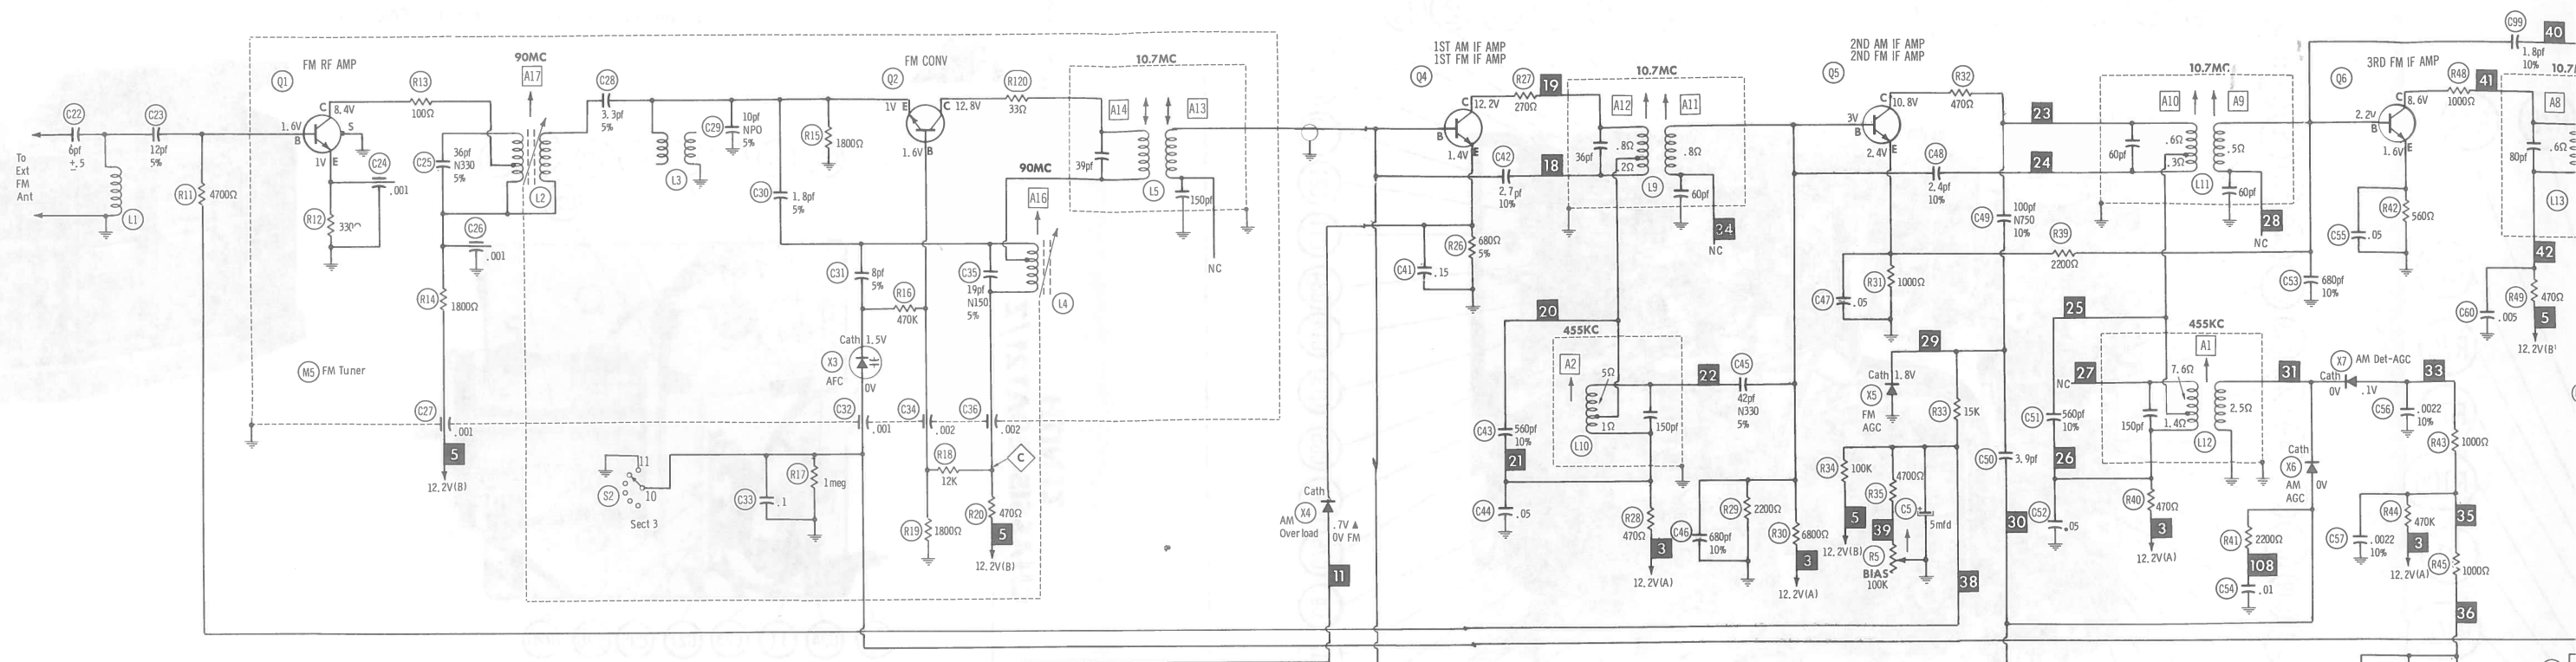 To
Ext
FM
Ant
C22
6pf
+.5
C23
12pf
5%
L1
R11
4700Ω
Q1
FM RF AMP
C
8.4V
S
1.6V
B
1V
E
C24
.001
R12
R13
100Ω
90MC
A17
C25
36pf
N330
5%
L2
C26
.001
R14
1800Ω
M5
FM Tuner
C27
.001
5
12.2V(B)
C28
3.3pf
5%
L3
C29
10pf
NPO
5%
R15
1800Ω
C30
1.8pf
5%
Q2
FM CONV
1V
E
C
12.8V
1.6V
B
R120
33Ω
10.7MC
A14
A13
39pf
L5
150pf
NC
90MC
A16
L4
C31
8pf
5%
R16
470K
C35
19pf
N150
5%
Cath
1.5V
X3
AFC
0V
C32
.001
C34
.002
C36
.002
S2
11
10
Sect 3
C33
.1
R17
1meg
R18
12K
C
R19
1800Ω
R20
470Ω
5
12.2V(B)
Cath
X4
AM
Overload
.7V ▲
0V FM
11
1ST AM IF AMP
1ST FM IF AMP
Q4
C
12.2V
B
1.4V
E
R27
270Ω
19
10.7MC
A12
A11
36pf
.8Ω
.2Ω
.8Ω
L9
60pf
C42
2.7pf
10%
18
34
NC
C41
.15
R26
680Ω
5%
20
455KC
A2
5Ω
1Ω
L10
150pf
22
C45
42pf
N330
5%
C43
560pf
10%
21
C44
.05
R28
470Ω
3
12.2V(A)
C46
680pf
10%
R29
2200Ω
R30
6800Ω
3
12.2V(A)
2ND AM IF AMP
2ND FM IF AMP
Q5
3V
B
C
10.8V
2.4V
E
R32
470Ω
C48
2.4pf
10%
23
24
C49
100pf
N750
10%
C47
.05
R31
1000Ω
R39
2200Ω
29
Cath
1.8V
X5
FM
AGC
R33
15K
R34
100K
5
12.2V(B)
4700Ω
R35
39
R5
BIAS
100K
C5
5mfd
38
C50
3.9pf
30
10.7MC
A10
A9
60pf
.6Ω
.3Ω
.5Ω
L11
60pf
28
NC
25
455KC
A1
27
NC
7.6Ω
1.4Ω
2.5Ω
150pf
L12
C51
560pf
10%
26
C52
.05
R40
470Ω
3
12.2V(A)
C53
680pf
10%
31
X7
AM Det-AGC
Cath
0V
.1V
33
Cath
X6
AM
AGC
0V
R41
2200Ω
108
C54
.01
C56
.0022
10%
R43
1000Ω
C57
.0022
10%
R44
470K
3
12.2V(A)
35
R45
1000Ω
36
Q6
3RD FM IF AMP
C
8.6V
2.2V
B
1.6V
E
R48
1000Ω
41
C99
1.8pf
10%
40
10.7
A8
80pf
.6Ω
L13
C55
.05
R42
560Ω
42
C60
.005
R49
470Ω
5
12.2V(B